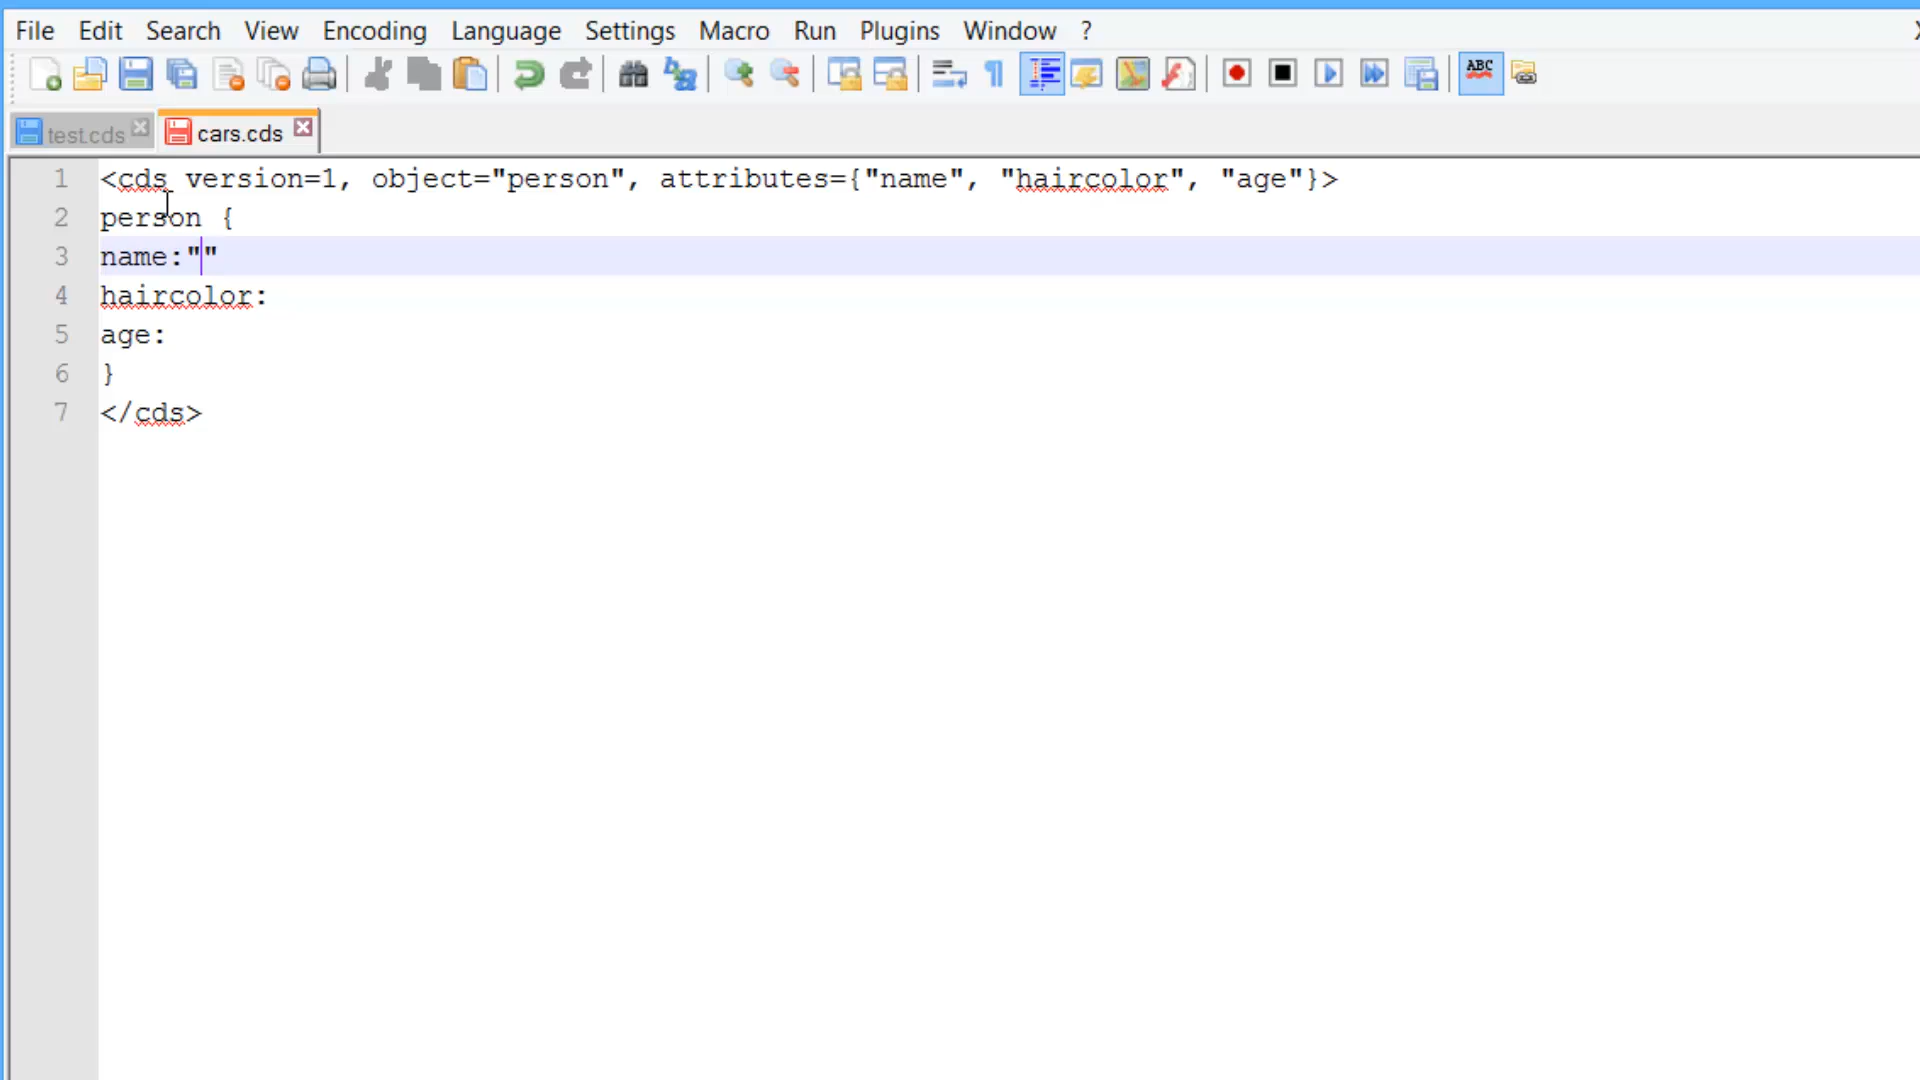 File Edit Search View Encoding Language Settings Macro Run Plugins Window ? X
ABC
test.cds cars.cds
1 <cds version=1, object="person", attributes={"name", "haircolor", "age"}>
2 person {
3 name:""
4 haircolor:
5 age:
6 }
7 </cds>